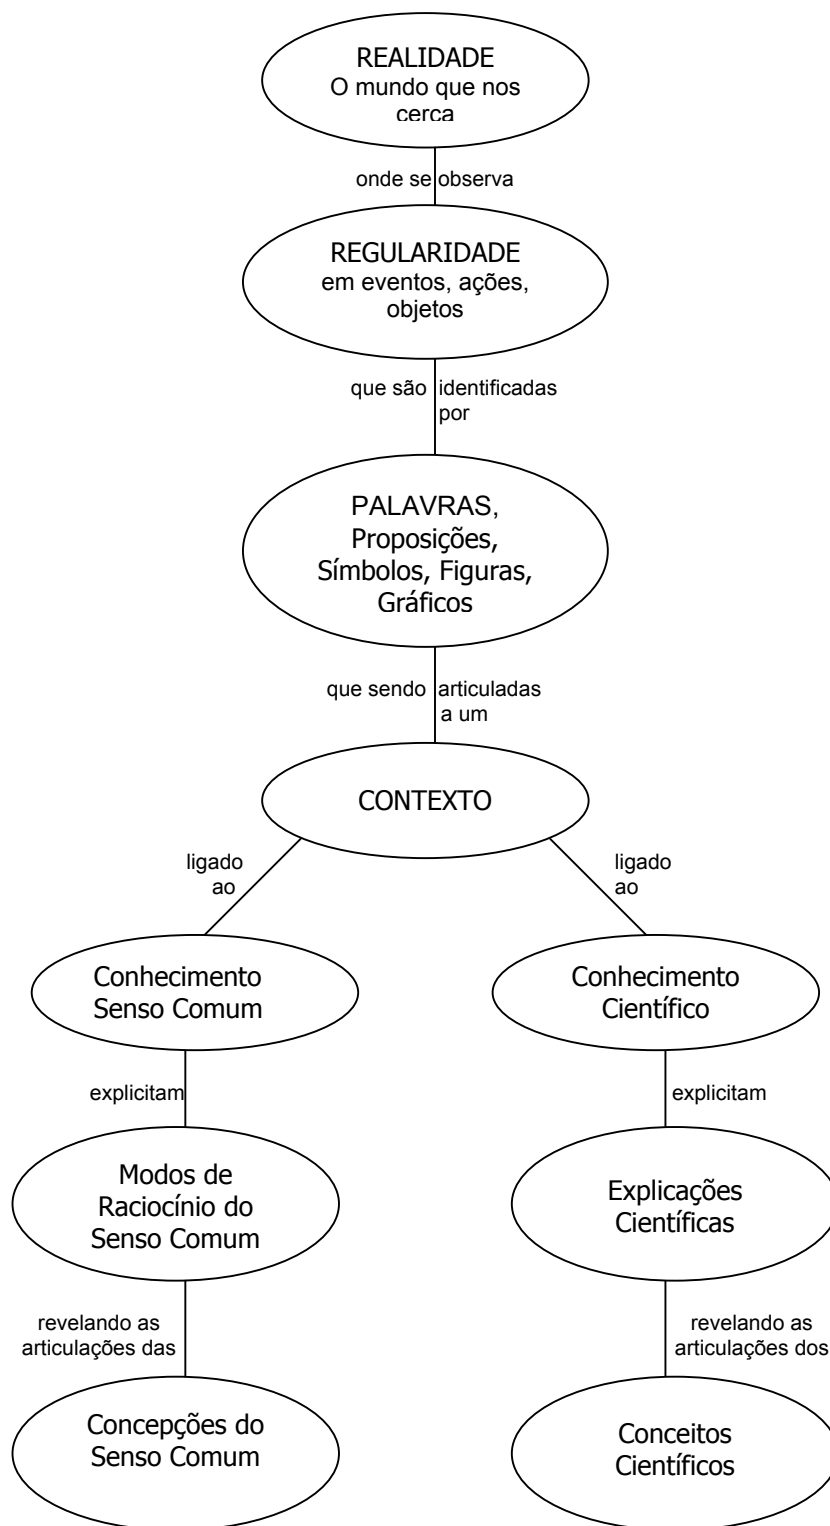 REALIDADE
O mundo que nos
cerca
onde se observa
REGULARIDADE
em eventos, ações,
objetos
que são identificadas
por
PALAVRAS,
Proposições,
Símbolos, Figuras,
Gráficos
que sendo articuladas
a um
CONTEXTO
ligado
ao
ligado
ao
Conhecimento
Senso Comum
Conhecimento
Científico
explicitam
explicitam
Modos de
Raciocínio do
Senso Comum
Explicações
Científicas
revelando as
articulações das
revelando as
articulações dos
Concepções do
Senso Comum
Conceitos
Científicos